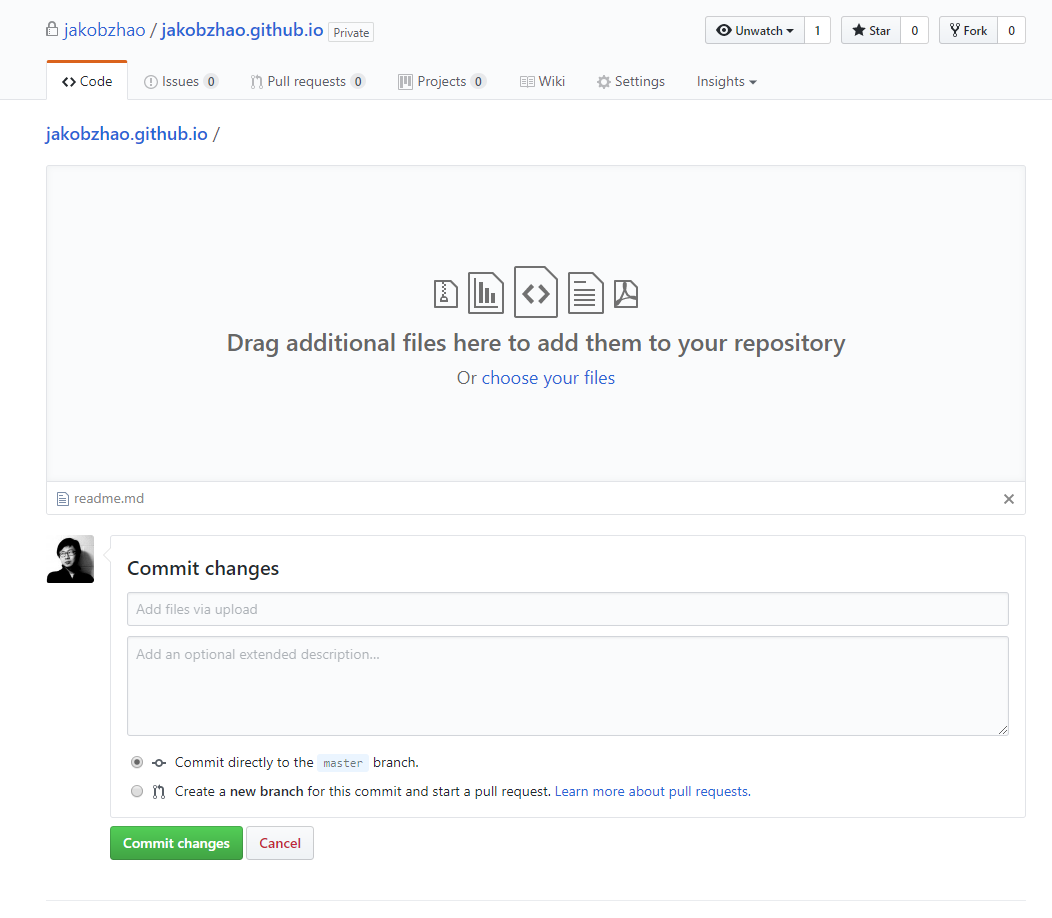 jakobzhao / jakobzhao.github.io Private Unwatch 1 Star 0 Fork 0
Code Issues 0 Pull requests 0 Projects 0 Wiki Settings Insights
jakobzhao.github.io /
Drag additional files here to add them to your repository
Or choose your files
readme.md
Commit changes
Add files via upload
Add an optional extended description...
Commit directly to the master branch.
Create a new branch for this commit and start a pull request. Learn more about pull requests.
Commit changes Cancel